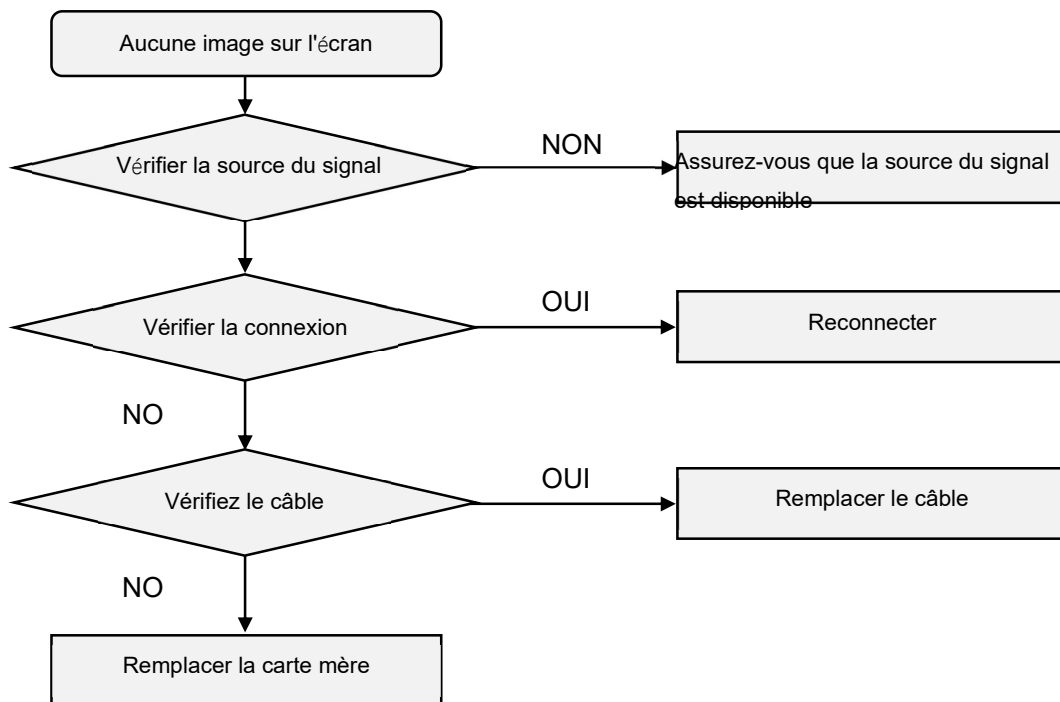 Aucune image sur l'écran
Vérifier la source du signal
NON
Assurez-vous que la source du signal
est disponible
Vérifier la connexion
OUI
Reconnecter
NO
Vérifiez le câble
OUI
Remplacer le câble
NO
Remplacer la carte mère